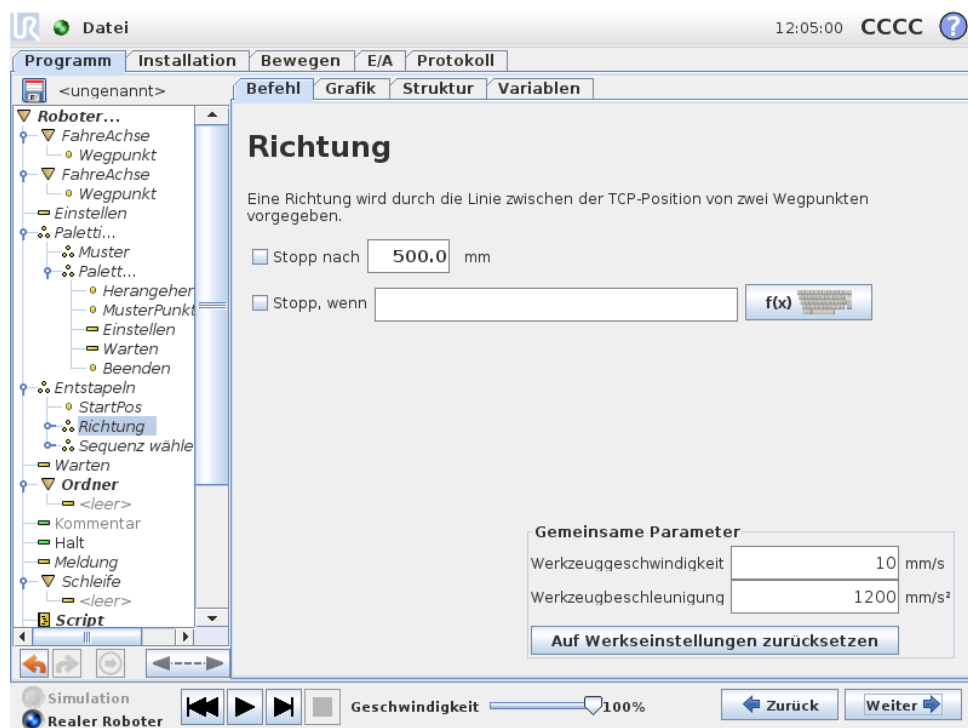 UR Datei 12:05:00 CCCC ?
Programm Installation Bewegen E/A Protokoll
<ungenannt>
Befehl Grafik Struktur Variablen
Roboter...
FahreAchse
Wegpunkt
FahreAchse
Wegpunkt
Einstellen
Paletti...
Muster
Palett...
Herangeher
MusterPunkt
Einstellen
Warten
Beenden
Entstapeln
StartPos
Richtung
Sequenz wähle
Warten
Ordner
<leer>
Kommentar
Halt
Meldung
Schleife
<leer>
Script
Richtung
Eine Richtung wird durch die Linie zwischen der TCP-Position von zwei Wegpunkten
vorgegeben.
Stopp nach 500.0 mm
Stopp, wenn f(x)
Gemeinsame Parameter
Werkzeuggeschwindigkeit 10 mm/s
Werkzeugbeschleunigung 1200 mm/s²
Auf Werkseinstellungen zurücksetzen
Simulation
Realer Roboter
Geschwindigkeit 100%
Zurück Weiter